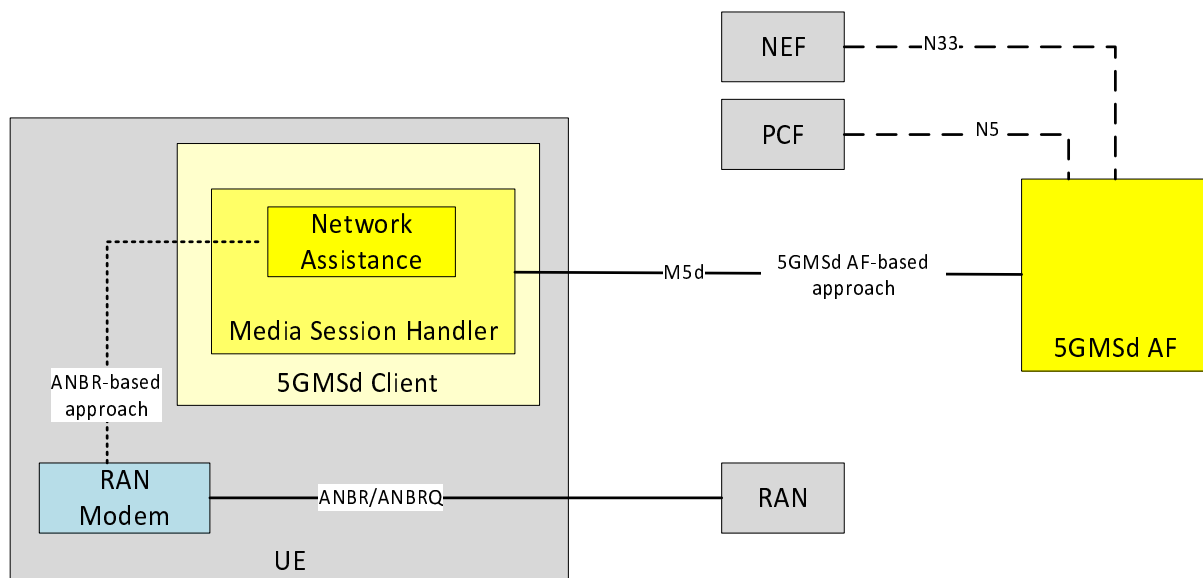 NEF
N33
PCF
N5
Network
Assistance
Media Session Handler
5GMSd Client
M5d
5GMSd AF-based
approach
5GMSd AF
ANBR-based
approach
RAN
Modem
ANBR/ANBRQ
RAN
UE